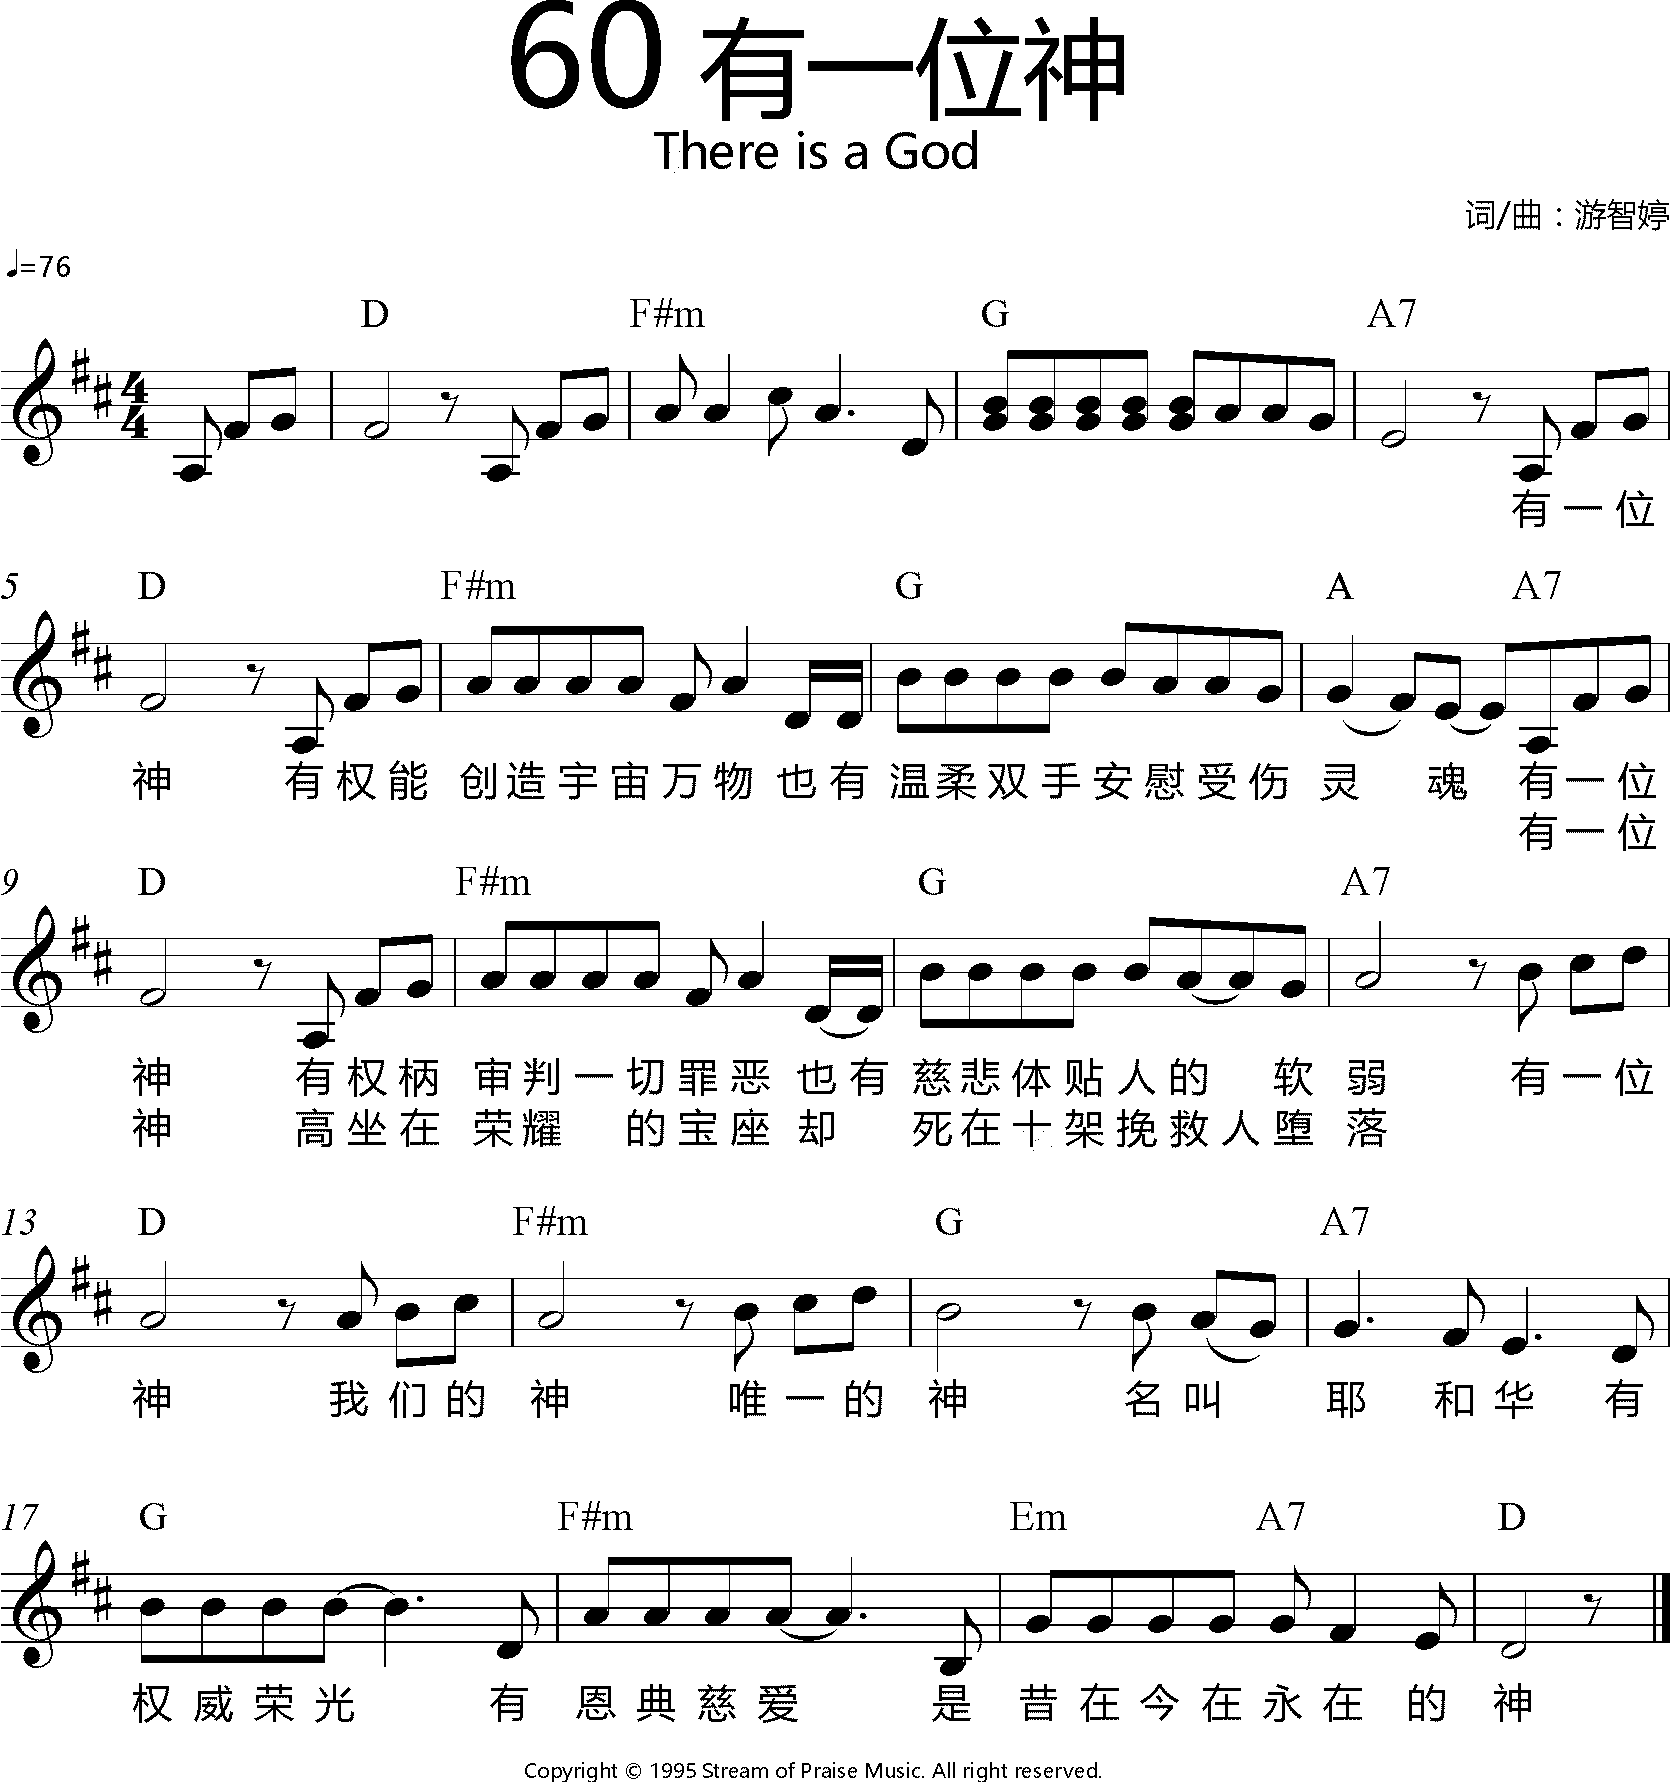 60 有一位神
There is a God
词/曲：游智婷
♩=76
D F#m G A7
有一位
5 D F#m G A A7
神 有权能 创造宇宙万物 也有 温柔双手安慰受伤 灵 魂 有一位
有一位
9 D F#m G A7
神 有权柄 审判一切罪恶 也有 慈悲体贴人的 软弱 有一位
神 高坐在 荣耀 的宝座 却 死在十架挽救人堕落
13 D F#m G A7
神 我们的 神 唯一的 神 名叫 耶 和华 有
17 G F#m Em A7 D
权威荣光 有 恩典慈爱 是 昔在今在永在 的 神
Copyright © 1995 Stream of Praise Music. All right reserved.